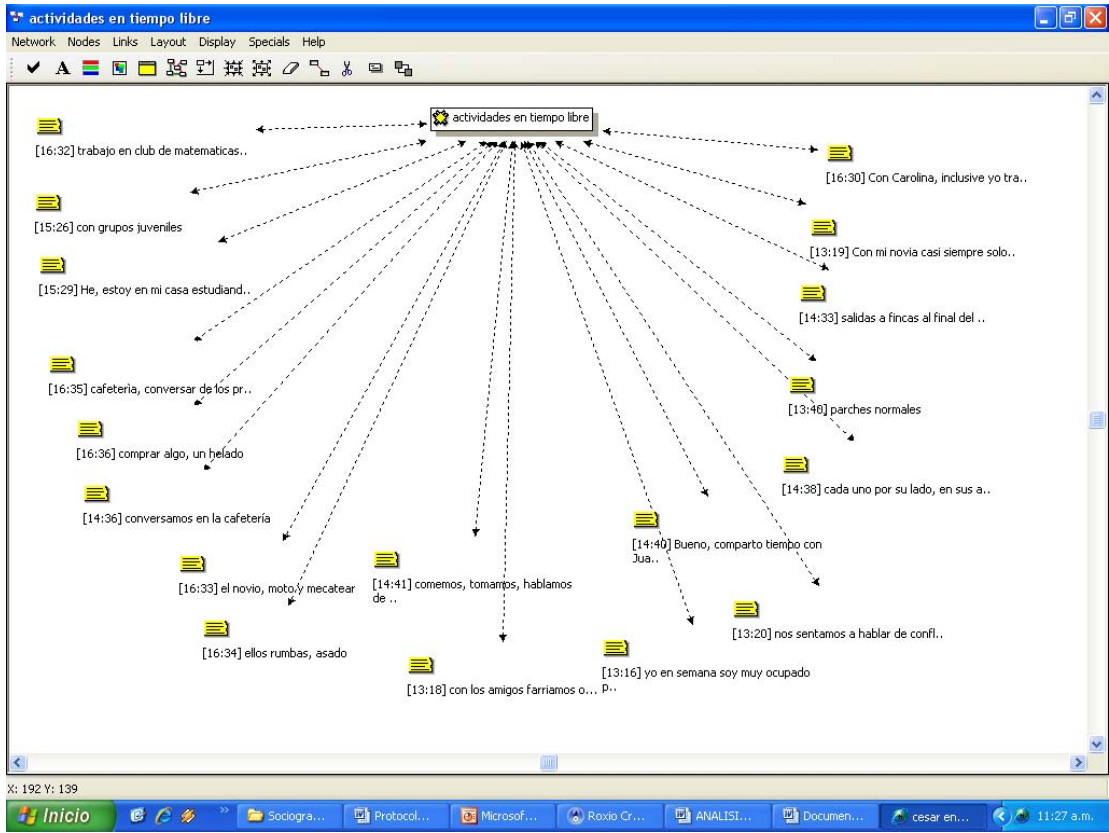 actividades en tiempo libre
Network Nodes Links Layout Display Specials Help
A
actividades en tiempo libre
[16:32] trabajo en club de matematicas..
[16:30] Con Carolina, inclusive yo tra..
[15:26] con grupos juveniles
[13:19] Con mi novia casi siempre solo..
[15:29] He, estoy en mi casa estudiand..
[14:33] salidas a fincas al final del ..
[16:35] cafeterìa, conversar de los pr..
[13:40] parches normales
[16:36] comprar algo, un helado
[14:38] cada uno por su lado, en sus a..
[14:36] conversamos en la cafetería
[14:40] Bueno, comparto tiempo con
Jua..
[16:33] el novio, moto y mecatear
[14:41] comemos, tomamos, hablamos
de ..
[13:20] nos sentamos a hablar de confl..
[16:34] ellos rumbas, asado
[13:16] yo en semana soy muy ocupado
p..
[13:18] con los amigos farriamos o...
X: 192 Y: 139
Inicio
Sociogra...
Protocol...
Microsof...
Roxio Cr...
ANALISI...
Documen...
cesar en...
11:27 a.m.